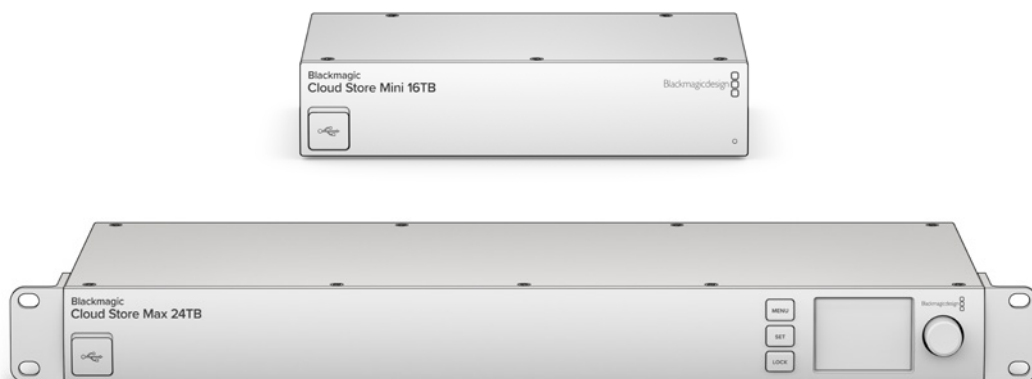 Blackmagic
Cloud Store Mini 16TB
Blackmagicdesign
Blackmagic
Cloud Store Max 24TB
MENU
SET
LOCK
Blackmagicdesign